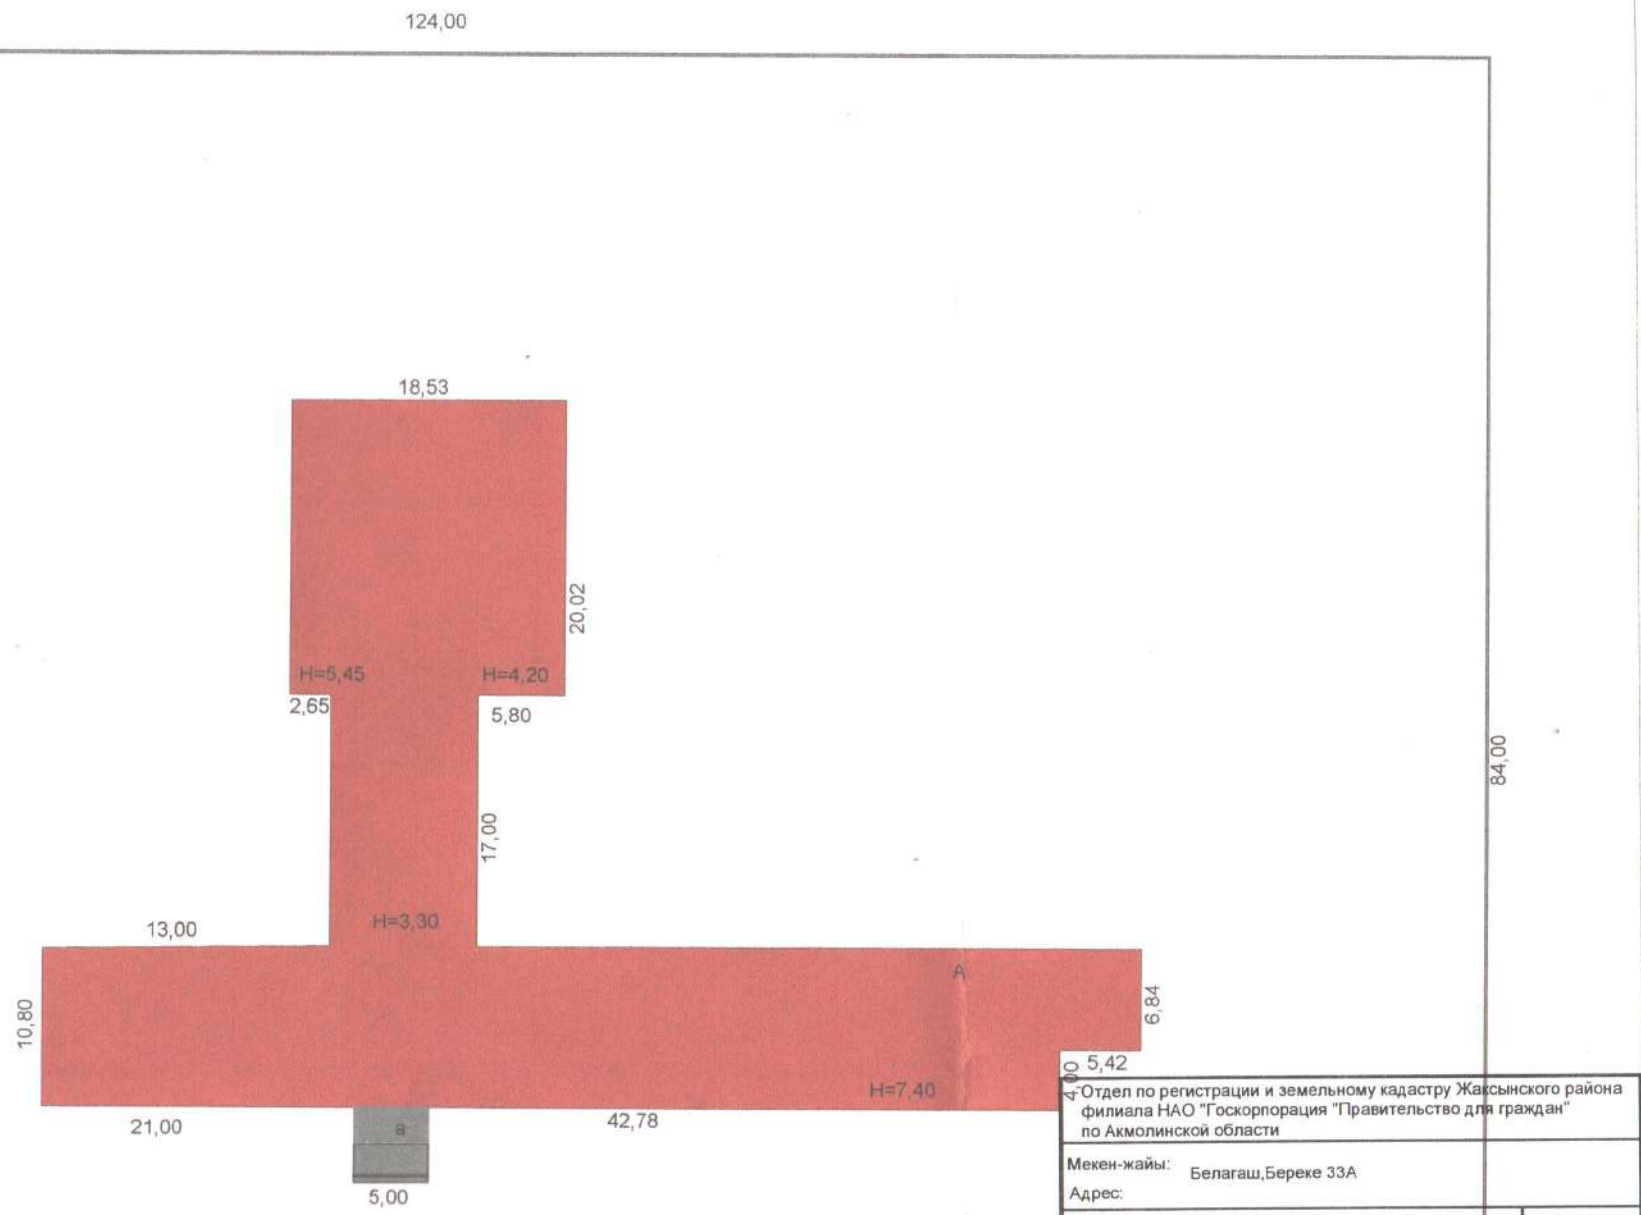 124,00
18,53
20,02
H=5,45
H=4,20
2,65
5,80
84,00
17,00
13,00
H=3,30
A
10,80
6,84
5,42
4,00
H=7,40
21,00
a
42,78
5,00
Отдел по регистрации и земельному кадастру Жаксынского района
филиала НАО "Госкорпорация "Правительство для граждан"
по Акмолинской области
Мекен-жайы:
Белагаш,Береке 33А
Адрес: